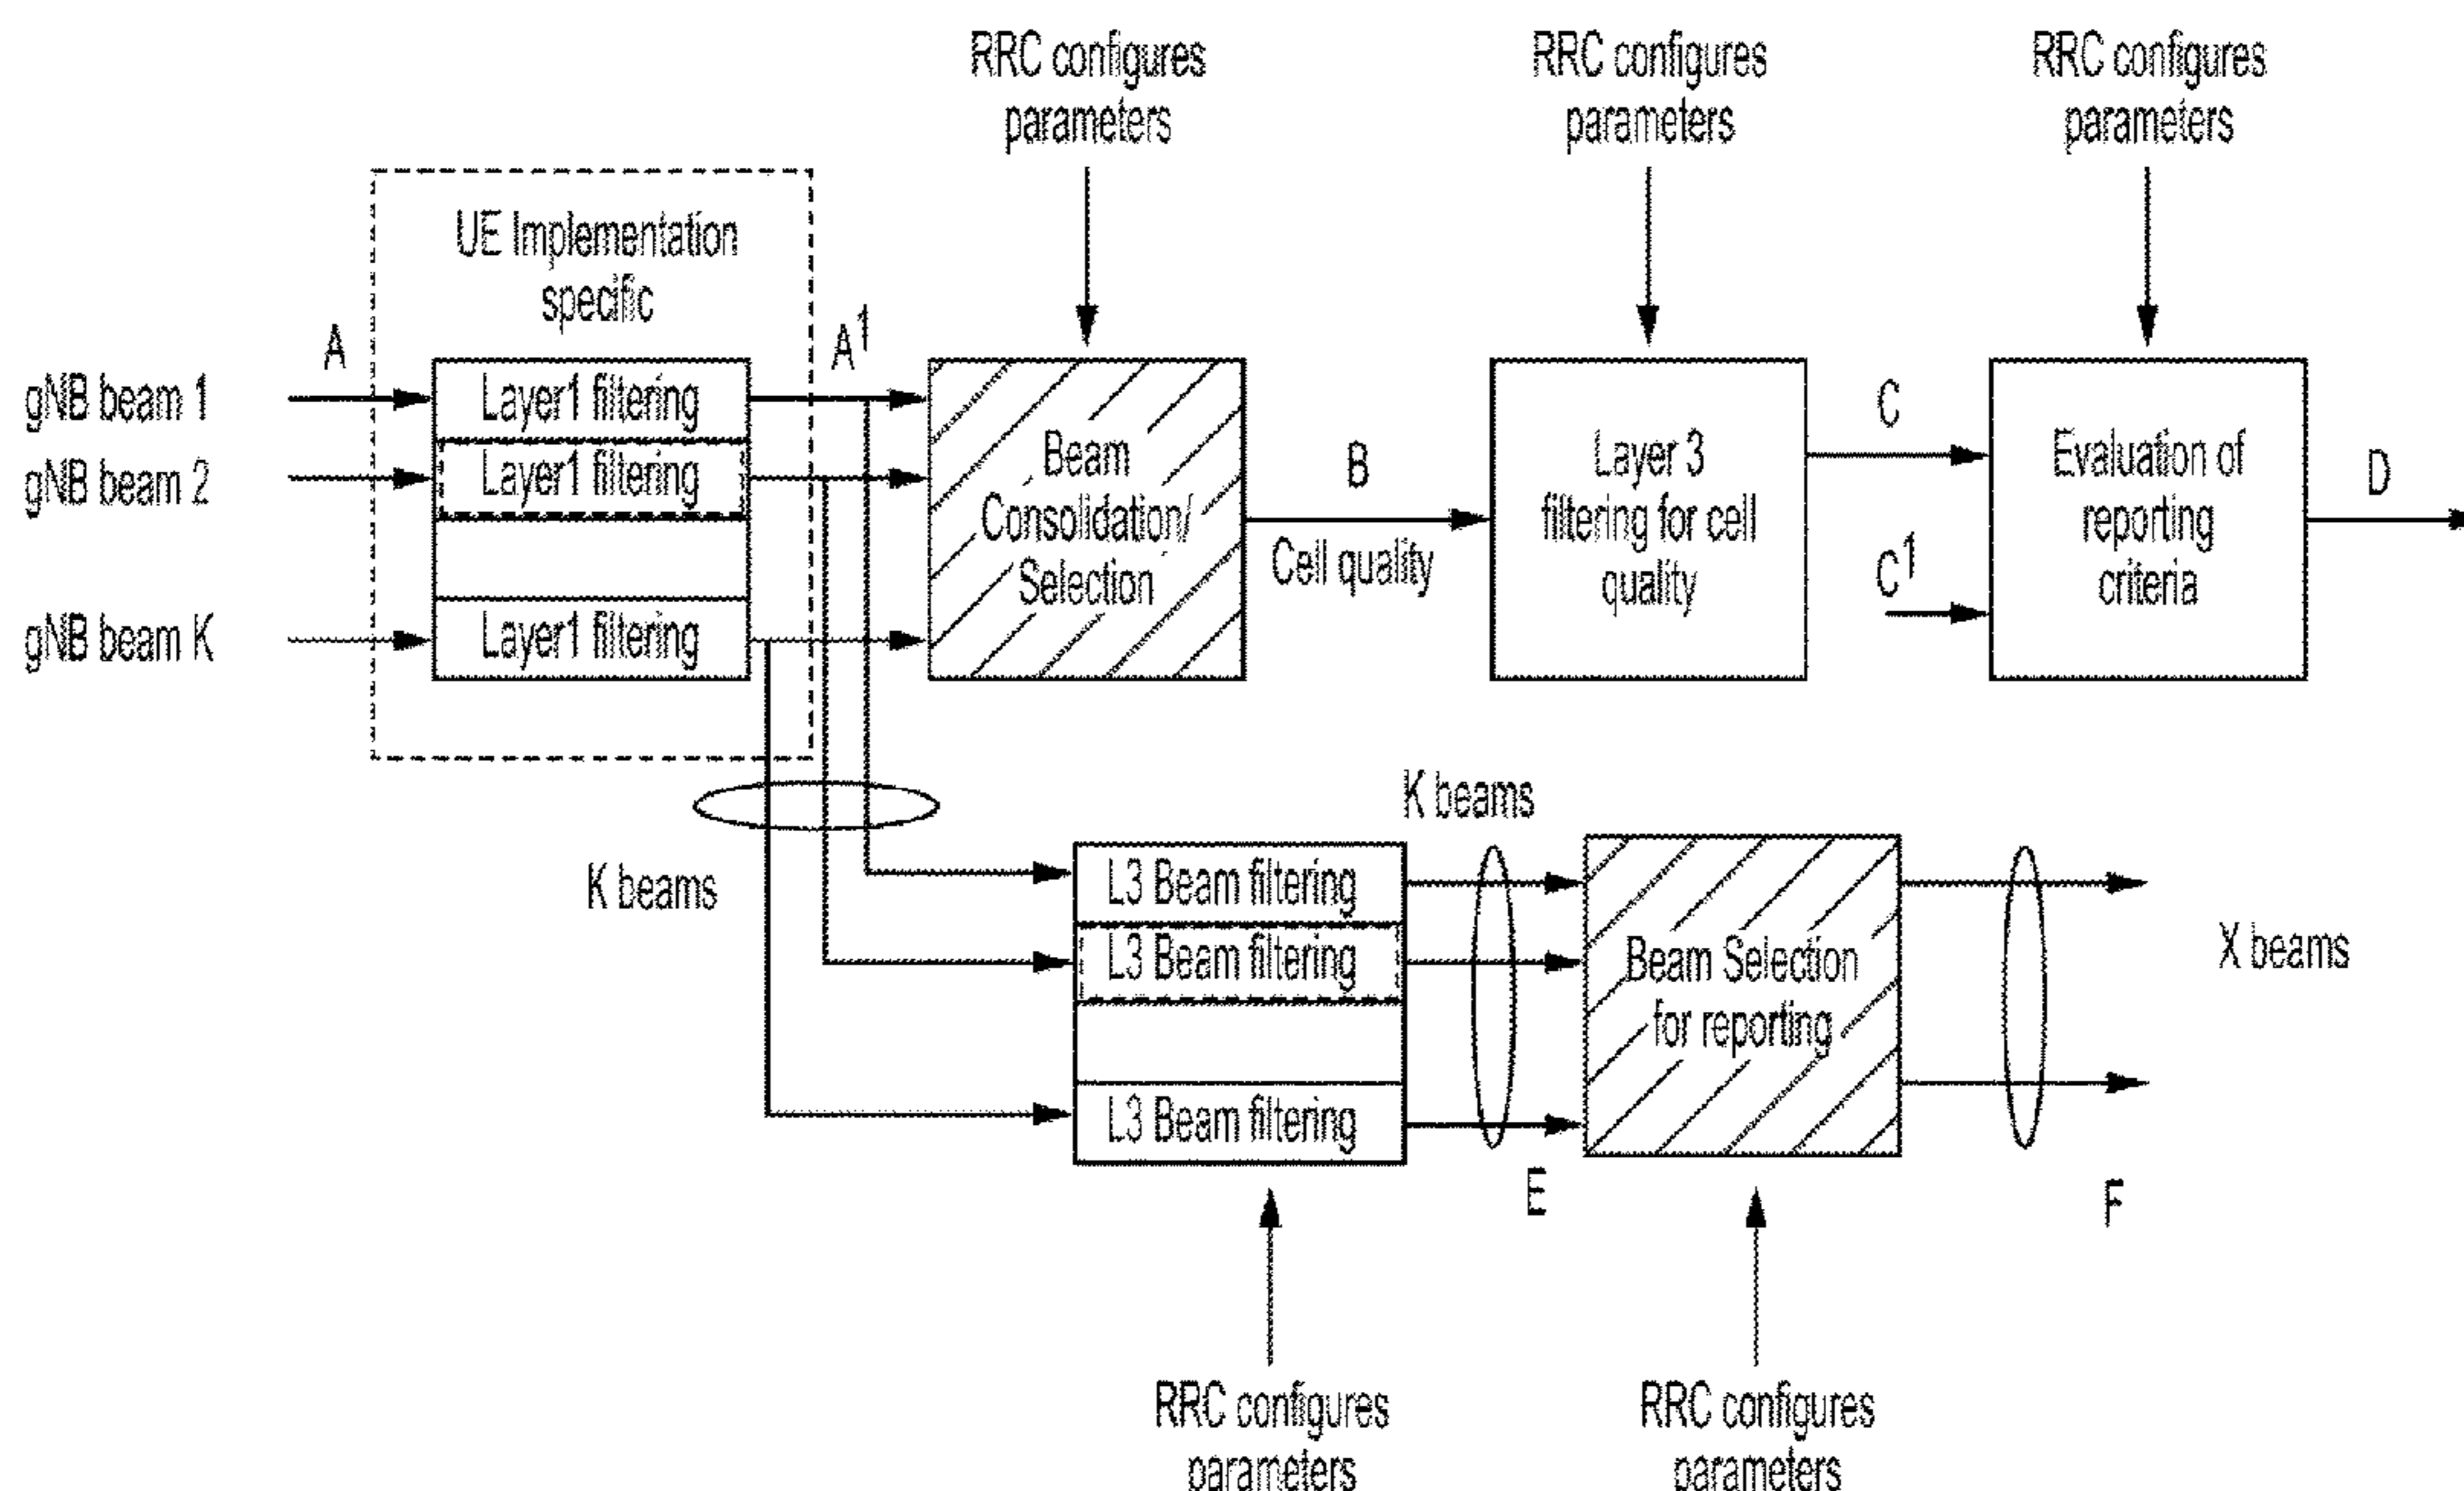 RRC configures
parameters
RRC configures
parameters
RRC configures
parameters
UE Implementation
specific
A
A1
gNB beam 1
gNB beam 2
gNB beam K
Layer1 filtering
Layer1 filtering
Layer1 filtering
Beam
Consolidation/
Selection
B
Cell quality
Layer 3
filtering for cell
quality
C
C1
Evaluation of
reporting
criteria
D
K beams
K beams
L3 Beam filtering
L3 Beam filtering
L3 Beam filtering
E
Beam Selection
for reporting
X beams
F
RRC configures
parameters
RRC configures
parameters